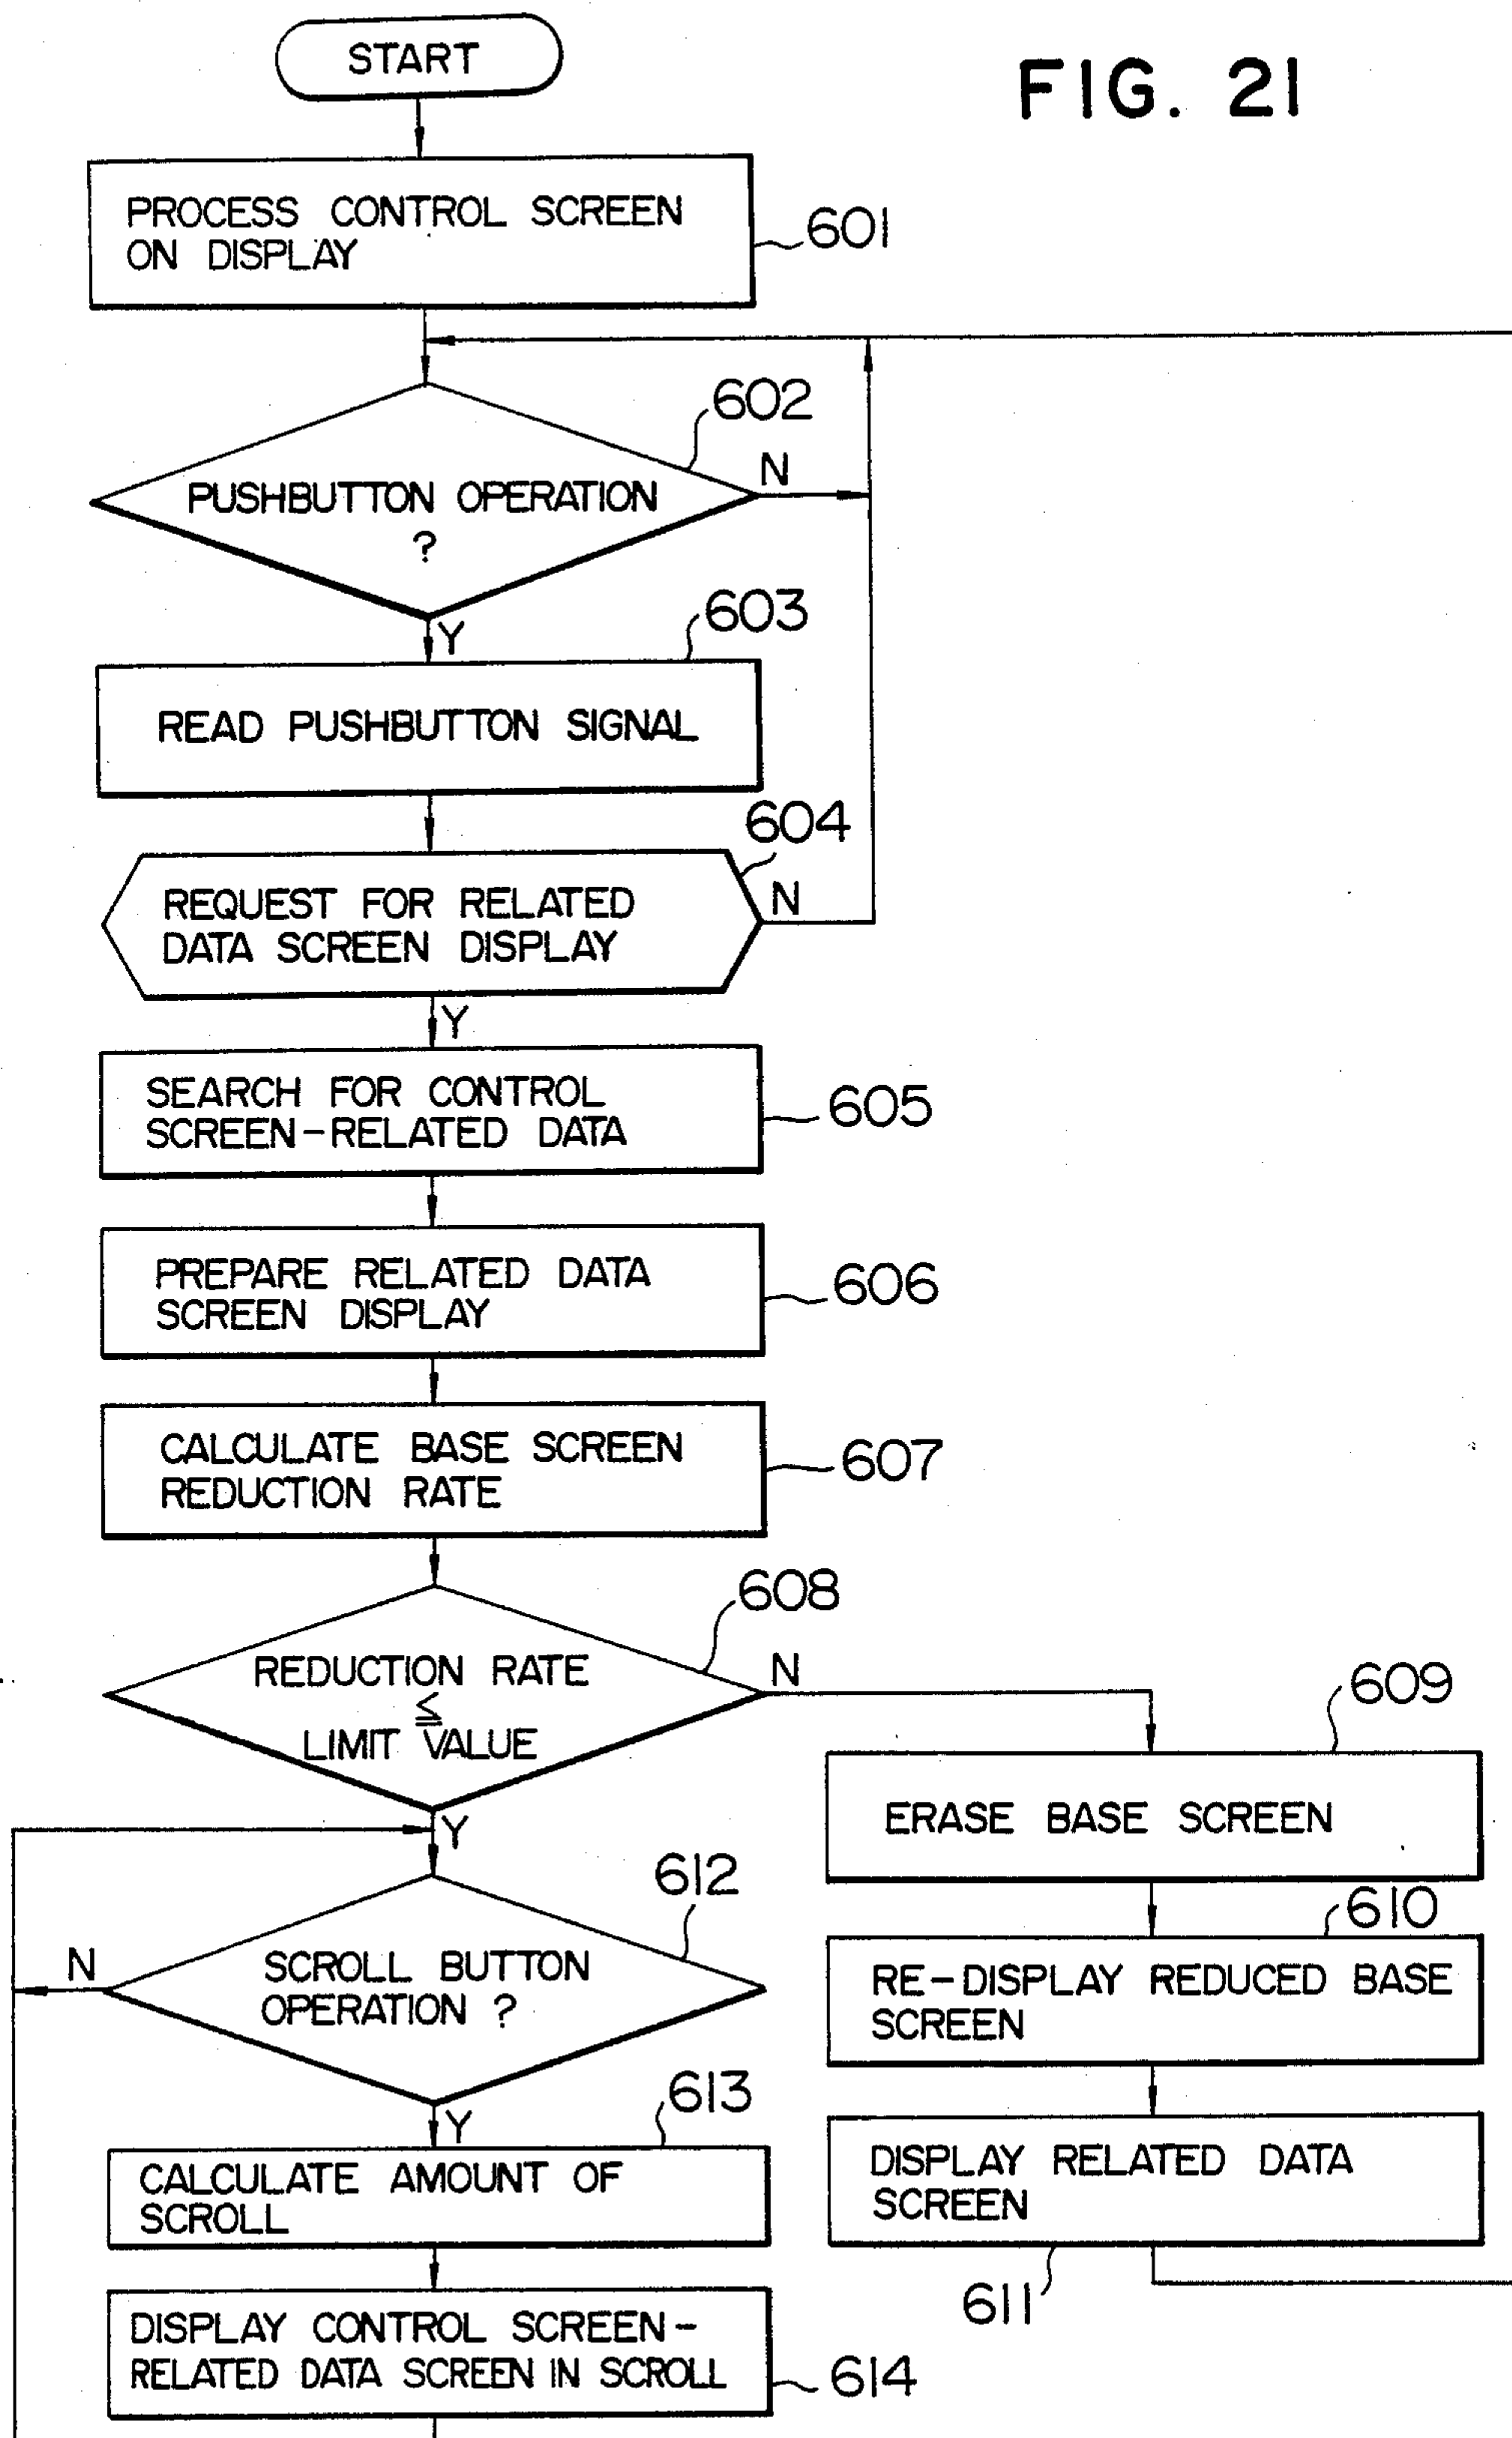 FIG. 21
START
PROCESS CONTROL SCREEN
ON DISPLAY
601
602
PUSHBUTTON OPERATION
?
N
Y
603
READ PUSHBUTTON SIGNAL
604
REQUEST FOR RELATED
DATA SCREEN DISPLAY
N
Y
SEARCH FOR CONTROL
SCREEN-RELATED DATA
605
PREPARE RELATED DATA
SCREEN DISPLAY
606
CALCULATE BASE SCREEN
REDUCTION RATE
607
608
REDUCTION RATE
≦
LIMIT VALUE
N
Y
609
ERASE BASE SCREEN
610
RE-DISPLAY REDUCED BASE
SCREEN
DISPLAY RELATED DATA
SCREEN
611
612
SCROLL BUTTON
OPERATION ?
N
Y
613
CALCULATE AMOUNT OF
SCROLL
DISPLAY CONTROL SCREEN-
RELATED DATA SCREEN IN SCROLL
614